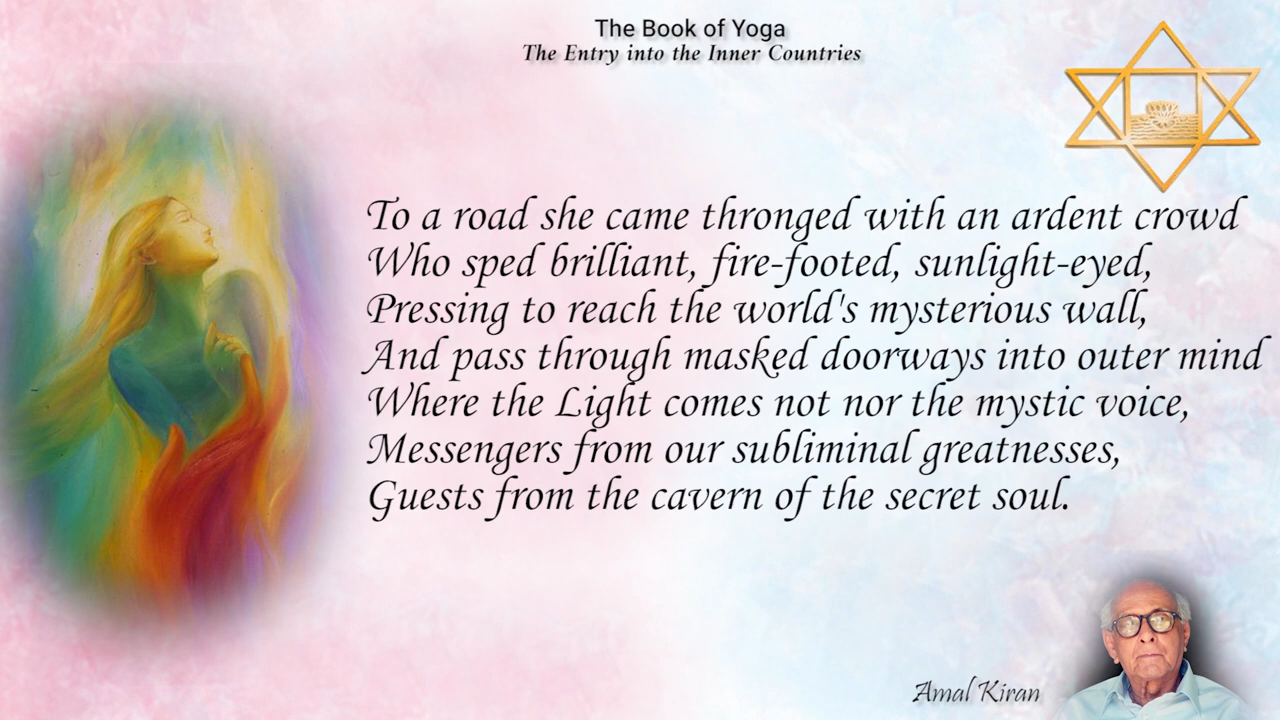 The Book of Yoga
The Entry into the Inner Countries
To a road she came thronged with an ardent crowd
Who sped brilliant, fire-footed, sunlight-eyed,
Pressing to reach the world's mysterious wall,
And pass through masked doorways into outer mind
Where the Light comes not nor the mystic voice,
Messengers from our subliminal greatnesses,
Guests from the cavern of the secret soul.
Amal Kiran